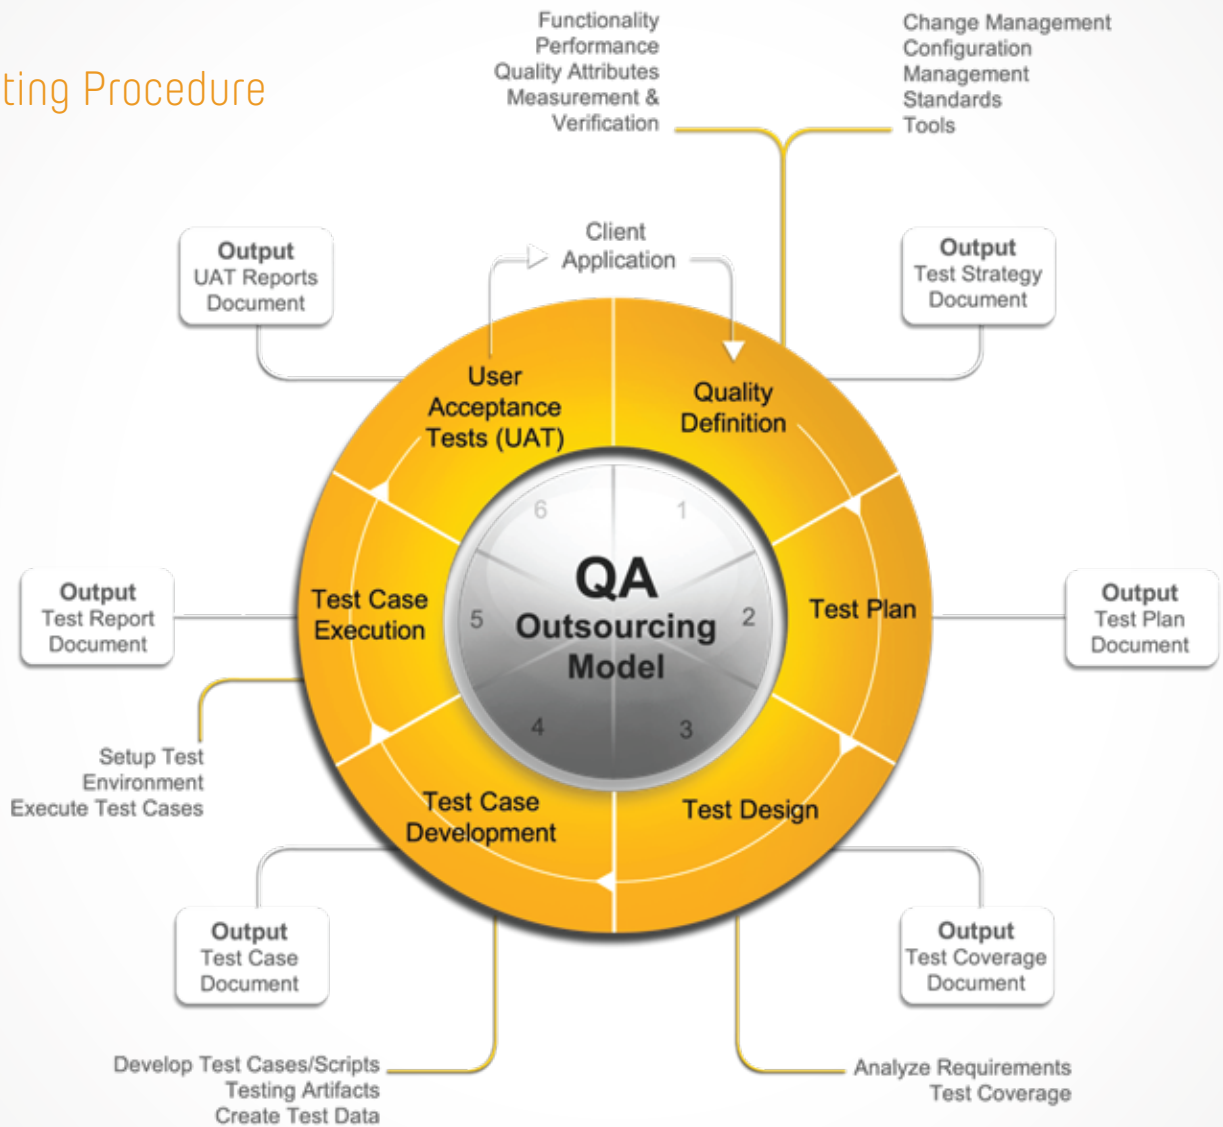 ting Procedure
Functionality
Performance
Quality Attributes
Measurement &
Verification
Change Management
Configuration
Management
Standards
Tools
Client
Application
Output
UAT Reports
Document
Output
Test Strategy
Document
User
Acceptance
Tests (UAT)
Quality
Definition
6
1
QA
Outsourcing
Model
5
2
4
3
Test Case
Execution
Test Plan
Output
Test Report
Document
Output
Test Plan
Document
Setup Test
Environment
Execute Test Cases
Test Case
Development
Test Design
Output
Test Case
Document
Output
Test Coverage
Document
Develop Test Cases/Scripts
Testing Artifacts
Create Test Data
Analyze Requirements
Test Coverage